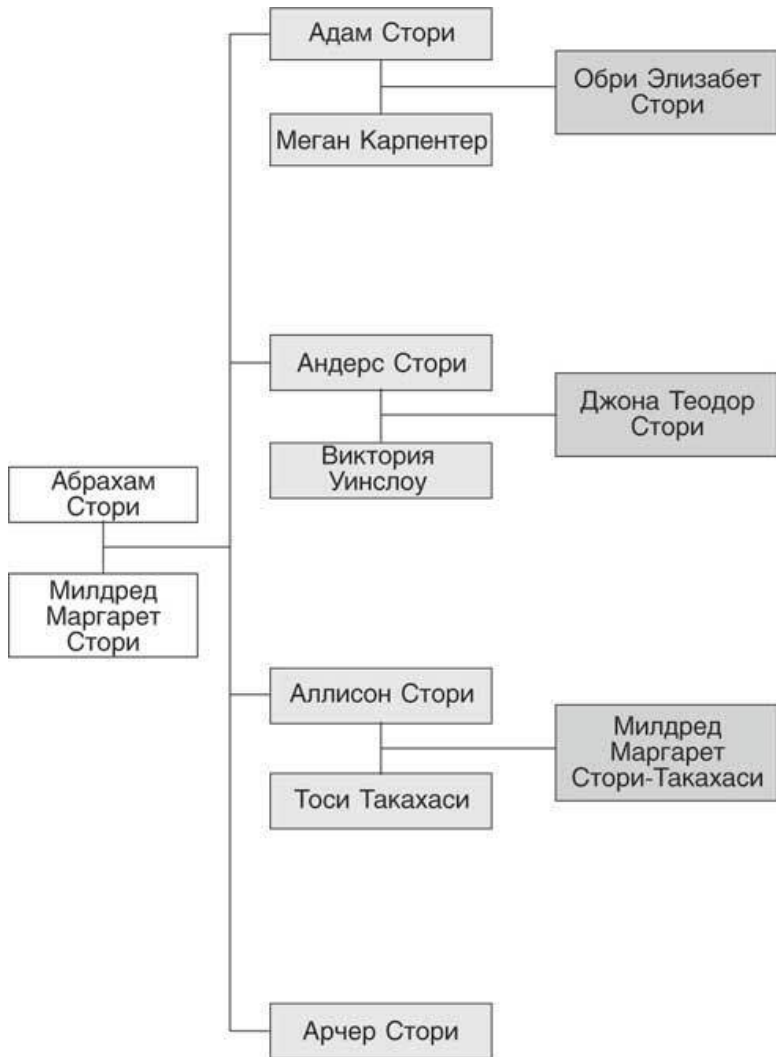 Адам Стори
Обри Элизабет
Стори
Меган Карпентер
Андерс Стори
Джона Теодор
Стори
Виктория
Уинслоу
Абрахам
Стори
Милдред
Маргарет
Стори
Аллисон Стори
Милдред
Маргарет
Стори-Такахаси
Тоси Такахаси
Арчер Стори